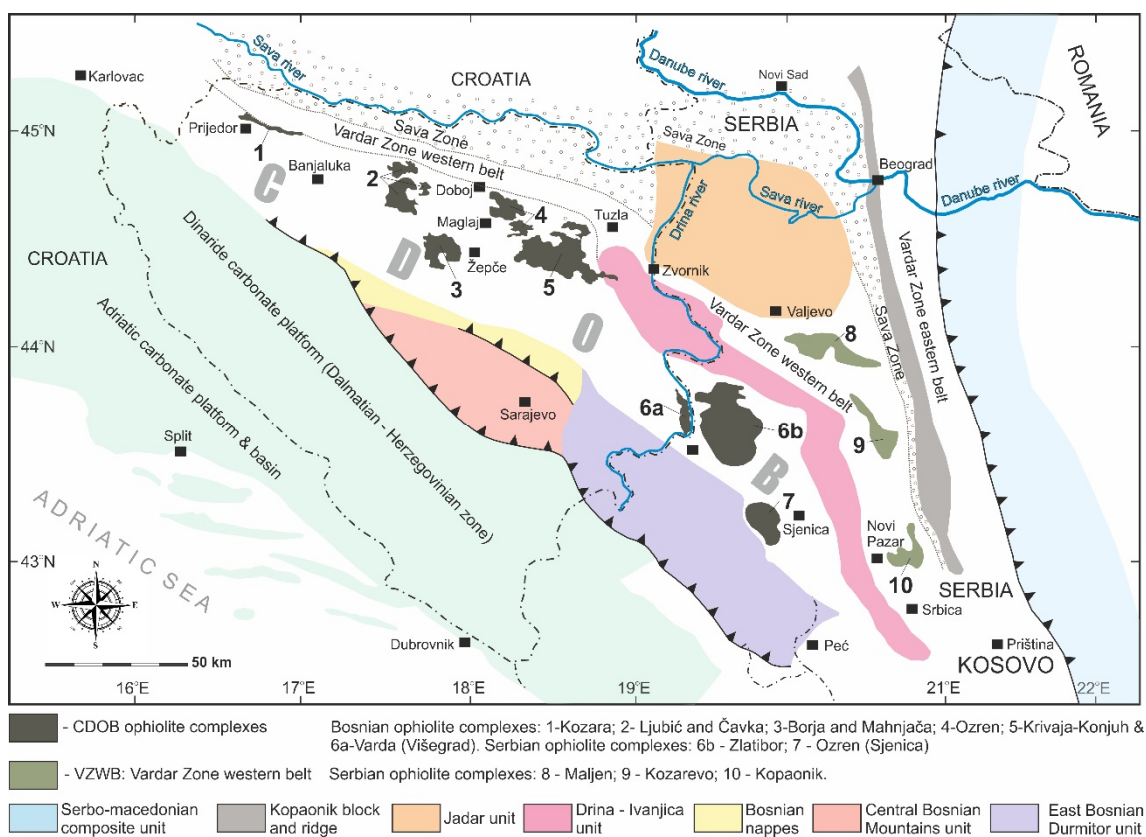 Sava river
CROATIA
Danube river
Novi Sad
ROMANIA
Karlovac
SERBIA
45°N
Prijedor
Sava Zone
Sava Zone
1
Vardar Zone western belt
Beograd
Banjaluka
2
Doboj
C
Drina river
Sava river
Danube river
Maglaj
4
Tuzla
CROATIA
D
3
Žepče
5
Zvornik
Vardar Zone eastern belt
Dinaride carbonate platform (Dalmatian - Herzegovinian zone)
Adriatic carbonate platform & basin
O
Valjevo
Vardar Zone western belt
8
Sava Zone
44°N
Sarajevo
6a
6b
9
Split
B
ADRIATIC SEA
7
Sjenica
Novi
Pazar
43°N
10
SERBIA
N
W
E
S
Srbica
Dubrovnik
Peć
Priština
50 km
KOSOVO
16°E
17°E
18°E
19°E
21°E
22°E
- CDOB ophiolite complexes
Bosnian ophiolite complexes: 1-Kozara; 2- Ljubić and Čavka; 3-Borja and Mahnjača; 4-Ozren; 5-Krivaja-Konjuh &
6a-Varda (Višegrad). Serbian ophiolite complexes: 6b - Zlatibor; 7 - Ozren (Sjenica)
- VZWB: Vardar Zone western belt
Serbian ophiolite complexes: 8 - Maljen; 9 - Kozarevo; 10 - Kopaonik.
Serbo-macedonian
composite unit
Kopaonik block
and ridge
Jadar unit
Drina - Ivanjica
unit
Bosnian
nappes
Central Bosnian
Mountains unit
East Bosnian
Durmitor unit